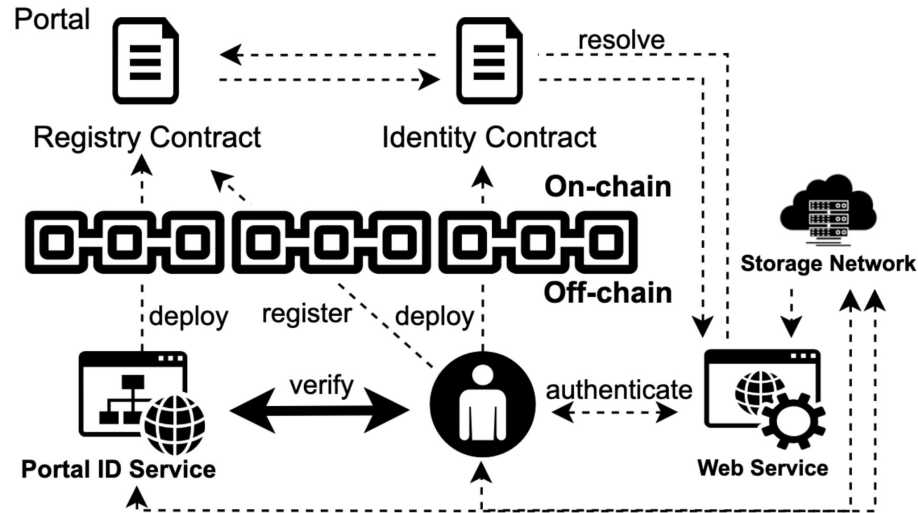 Portal
resolve
Registry Contract
Identity Contract
On-chain
Storage Network
Off-chain
deploy
register
deploy
verify
authenticate
Portal ID Service
Web Service